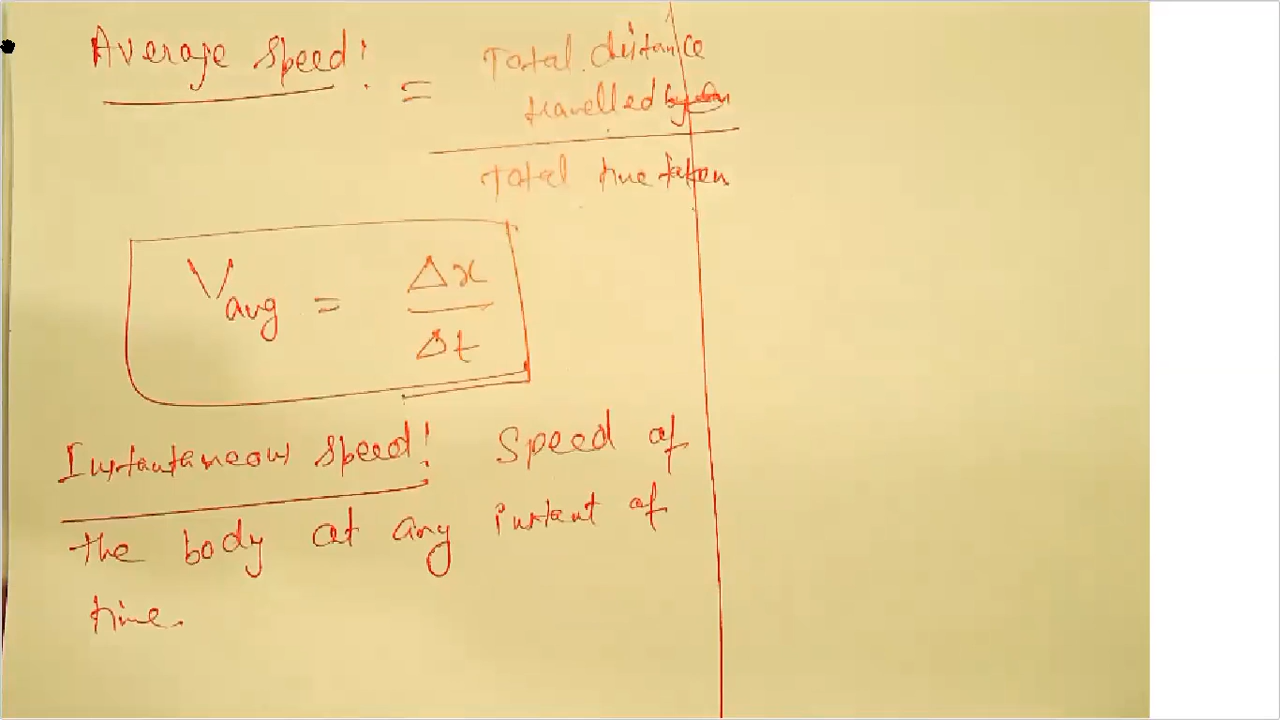 Average speed: = Total distance
travelled
Total time taken
Vavg = Δx
Δt
Instantaneous speed: Speed of
the body at any instant of
time.